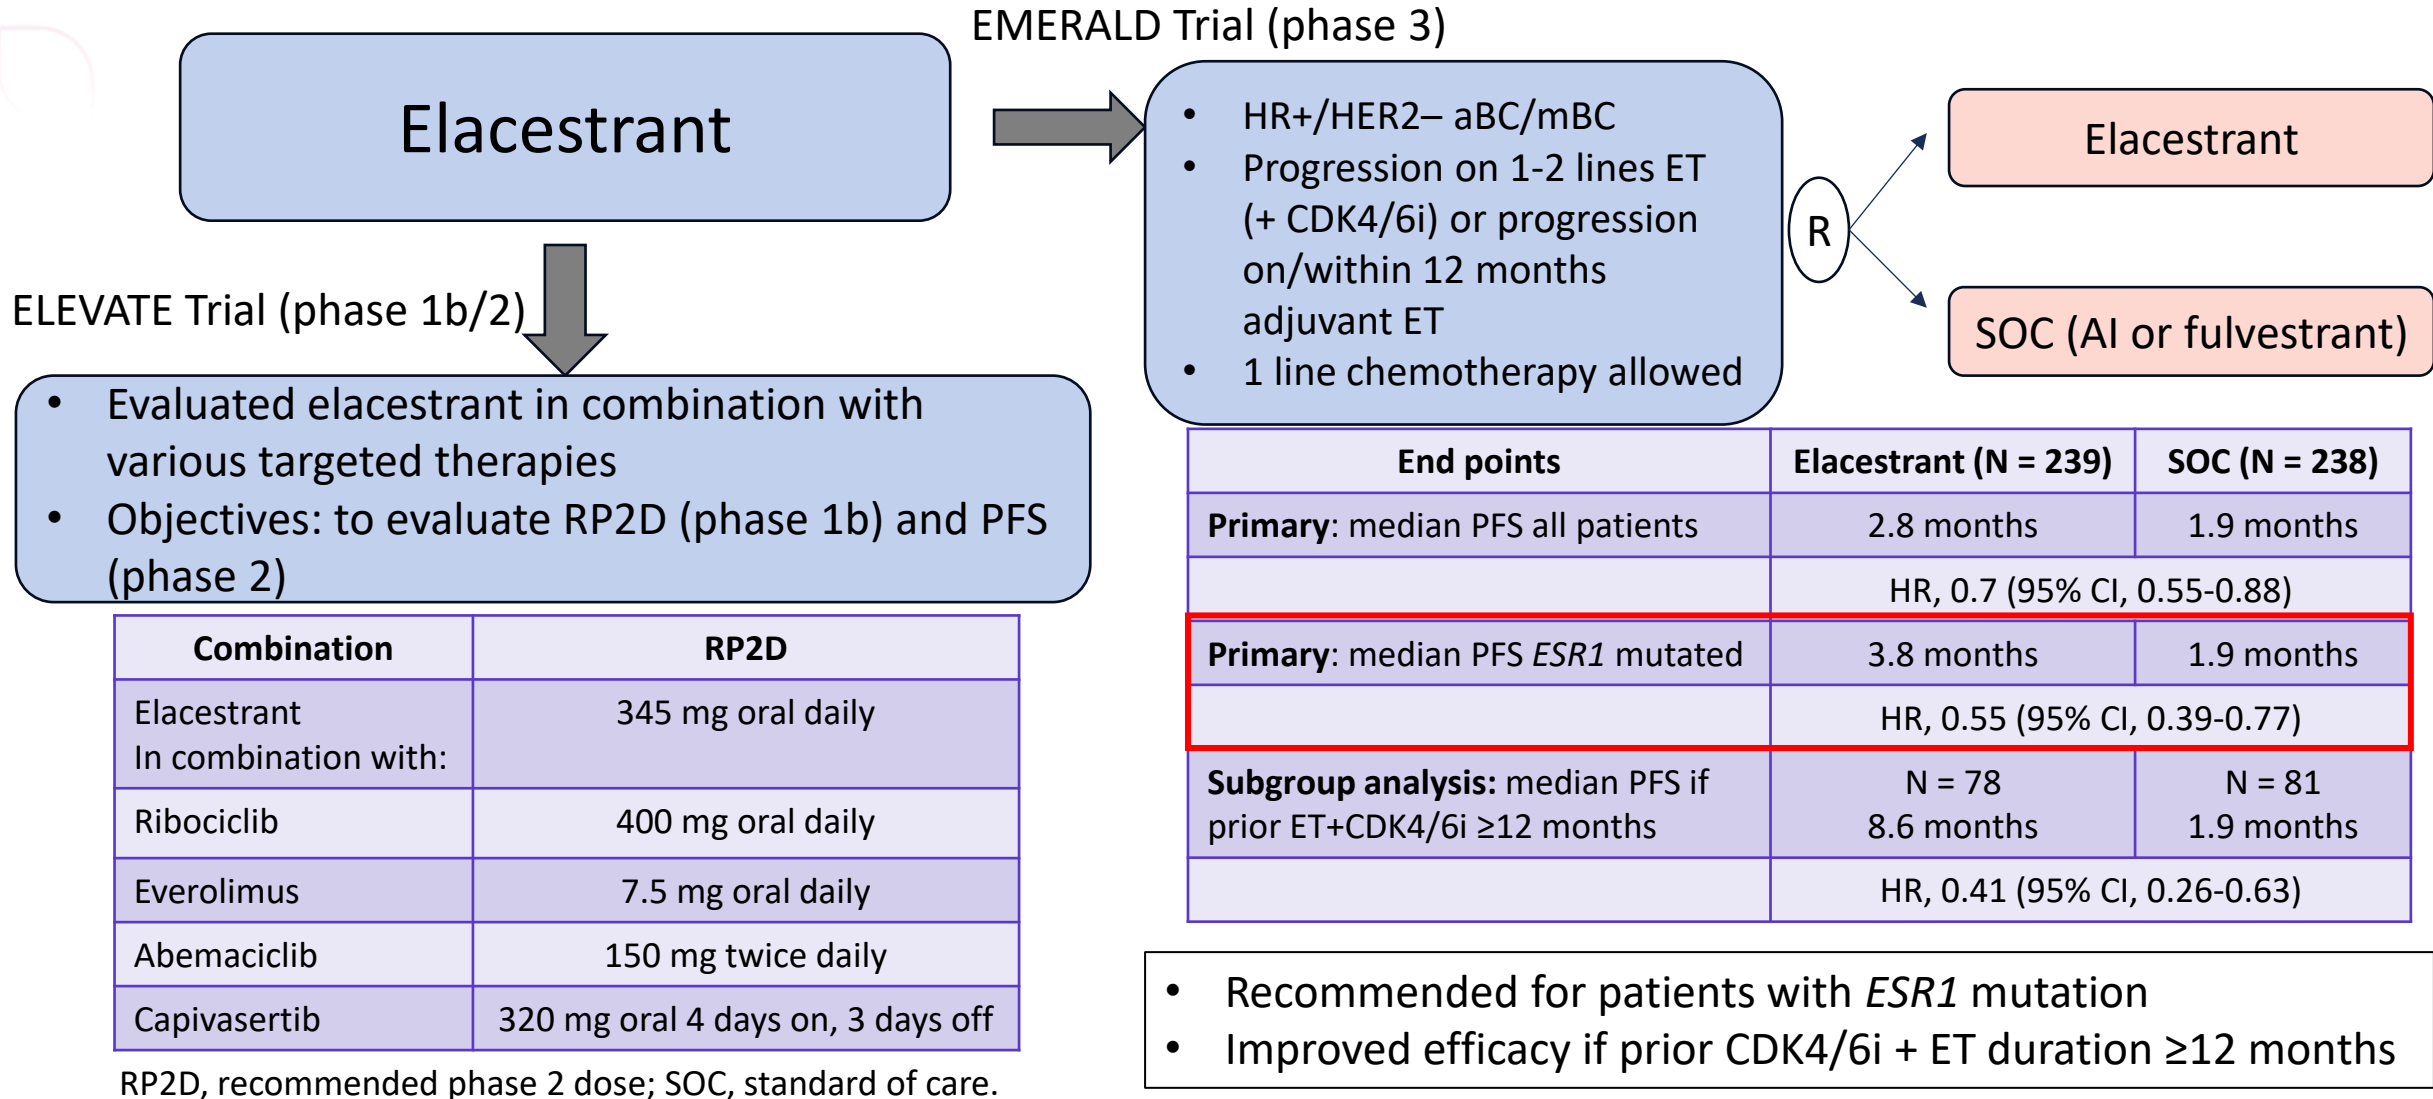 EMERALD Trial (phase 3)
Elacestrant
• HR+/HER2– aBC/mBC
• Progression on 1-2 lines ET
(+ CDK4/6i) or progression
on/within 12 months
adjuvant ET
• 1 line chemotherapy allowed
R
Elacestrant
SOC (AI or fulvestrant)
ELEVATE Trial (phase 1b/2)
• Evaluated elacestrant in combination with
various targeted therapies
• Objectives: to evaluate RP2D (phase 1b) and PFS
(phase 2)
Combination RP2D
Elacestrant 345 mg oral daily
In combination with:
Ribociclib 400 mg oral daily
Everolimus 7.5 mg oral daily
Abemaciclib 150 mg twice daily
Capivasertib 320 mg oral 4 days on, 3 days off
RP2D, recommended phase 2 dose; SOC, standard of care.
End points Elacestrant (N = 239) SOC (N = 238)
Primary: median PFS all patients 2.8 months 1.9 months
HR, 0.7 (95% CI, 0.55-0.88)
Primary: median PFS ESR1 mutated 3.8 months 1.9 months
HR, 0.55 (95% CI, 0.39-0.77)
Subgroup analysis: median PFS if N = 78 N = 81
prior ET+CDK4/6i ≥12 months 8.6 months 1.9 months
HR, 0.41 (95% CI, 0.26-0.63)
• Recommended for patients with ESR1 mutation
• Improved efficacy if prior CDK4/6i + ET duration ≥12 months